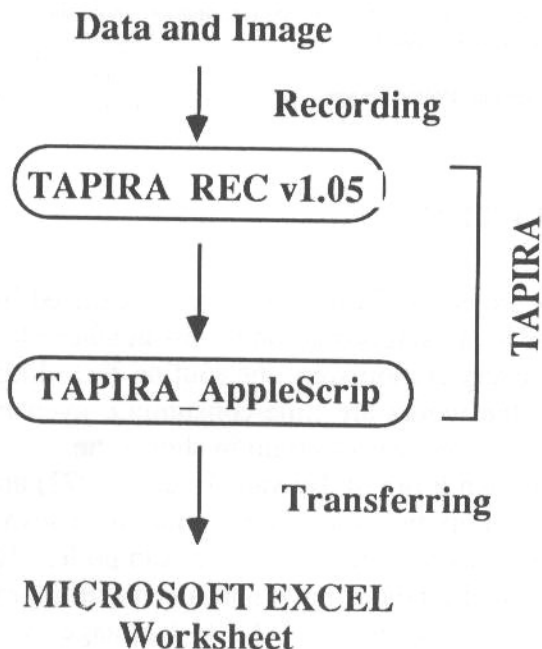 Data and Image
Recording
TAPIRA REC v1.05
TAPIRA
TAPIRA_AppleScrip
Transferring
MICROSOFT EXCEL
Worksheet